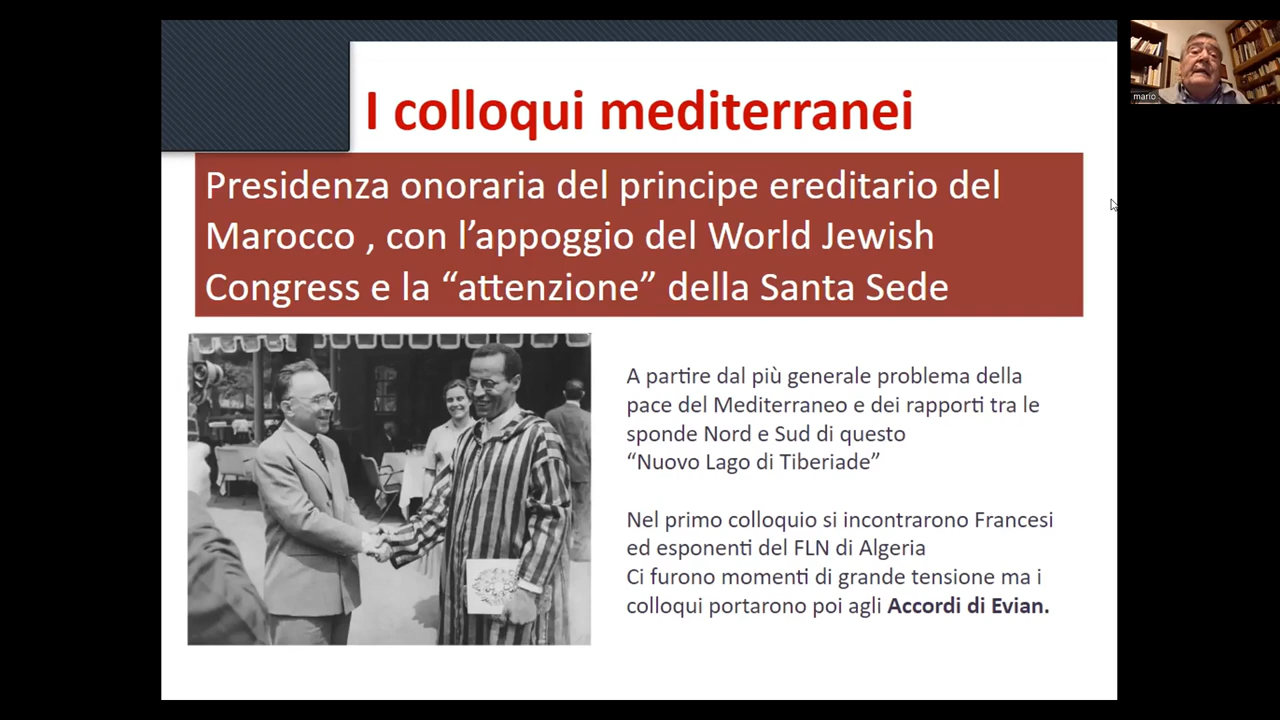 I colloqui mediterranei
Presidenza onoraria del principe ereditario del
Marocco , con l’appoggio del World Jewish
Congress e la “attenzione” della Santa Sede
A partire dal più generale problema della
pace del Mediterraneo e dei rapporti tra le
sponde Nord e Sud di questo
“Nuovo Lago di Tiberiade”
Nel primo colloquio si incontrarono Francesi
ed esponenti del FLN di Algeria
Ci furono momenti di grande tensione ma i
colloqui portarono poi agli Accordi di Evian.
mario